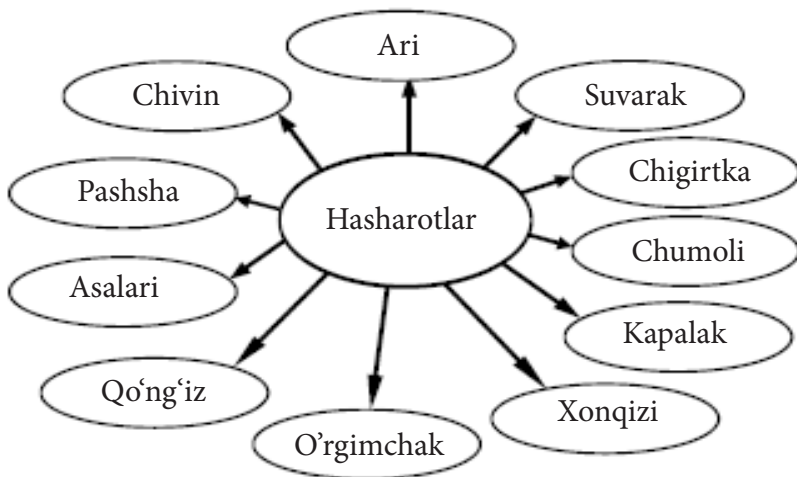 Ari
Chivin
Suvarak
Pashsha
Chigirtka
Hasharotlar
Chumoli
Asalari
Kapalak
Qo‘ng‘iz
Xonqizi
O’rgimchak